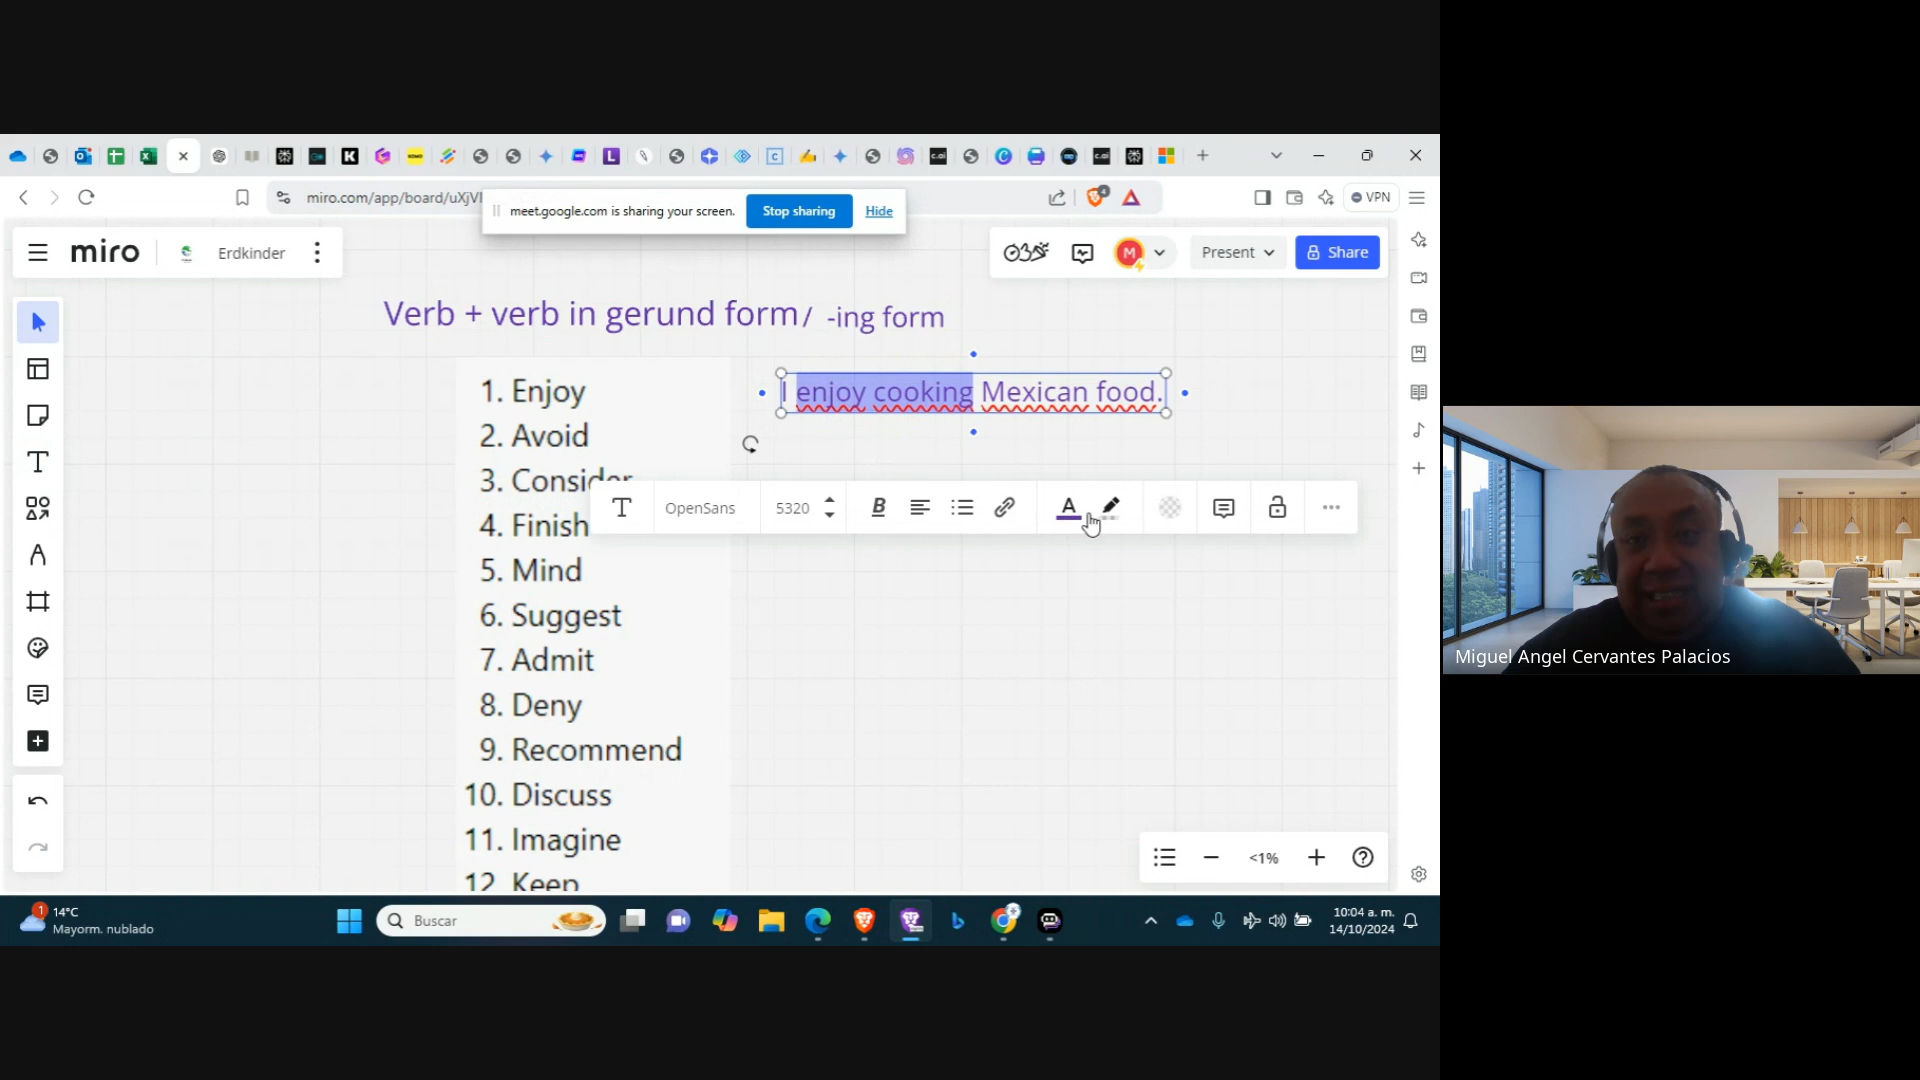 miro.com/app/board/uXjVI
meet.google.com is sharing your screen.
Stop sharing
Hide
VPN
miro
Erdkinder
M
Present
Share
Verb + verb in gerund form / -ing form
1. Enjoy
I enjoy cooking Mexican food.
2. Avoid
3. Consider
4. Finish
OpenSans
5320
B
A
5. Mind
6. Suggest
7. Admit
8. Deny
9. Recommend
10. Discuss
11. Imagine
12. Keep
<1%
Miguel Angel Cervantes Palacios
1
14°C
Mayorm. nublado
Buscar
10:04 a. m.
14/10/2024